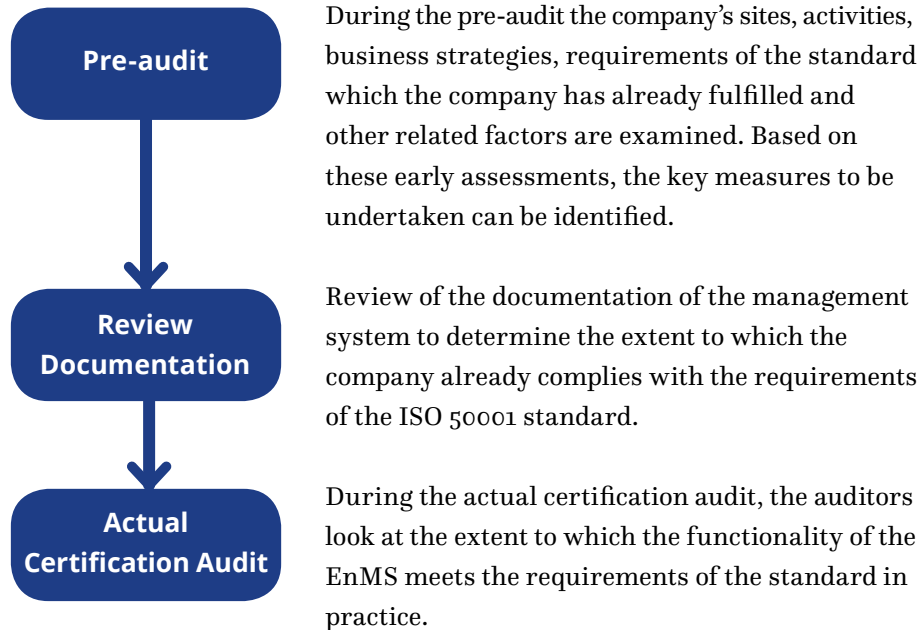 Pre-audit
During the pre-audit the company’s sites, activities,
business strategies, requirements of the standard
which the company has already fulfilled and
other related factors are examined. Based on
these early assessments, the key measures to be
undertaken can be identified.
Review
Documentation
Review of the documentation of the management
system to determine the extent to which the
company already complies with the requirements
of the ISO 50001 standard.
Actual
Certification Audit
During the actual certification audit, the auditors
look at the extent to which the functionality of the
EnMS meets the requirements of the standard in
practice.